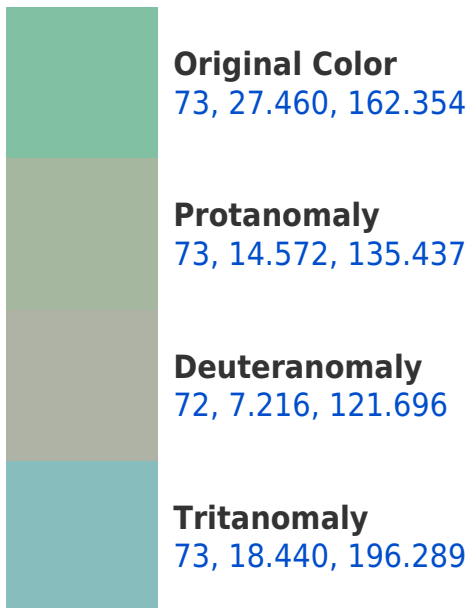 Original Color
73, 27.460, 162.354
Protanomaly
73, 14.572, 135.437
Deuteranomaly
72, 7.216, 121.696
Tritanomaly
73, 18.440, 196.289